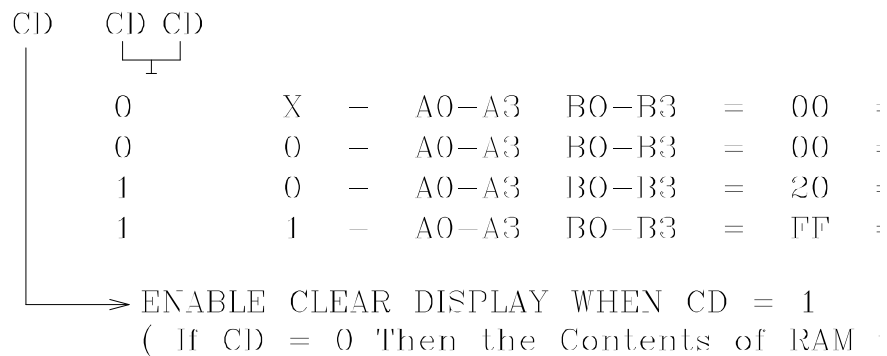 CD CD CD
0 X – A0–A3 B0–B3 = 00 =
0 0 – A0–A3 B0–B3 = 00 =
1 0 – A0–A3 B0–B3 = 20 =
1 1 – A0–A3 B0–B3 = FF =
ENABLE CLEAR DISPLAY WHEN CD = 1
( If CD = 0 Then the Contents of RAM